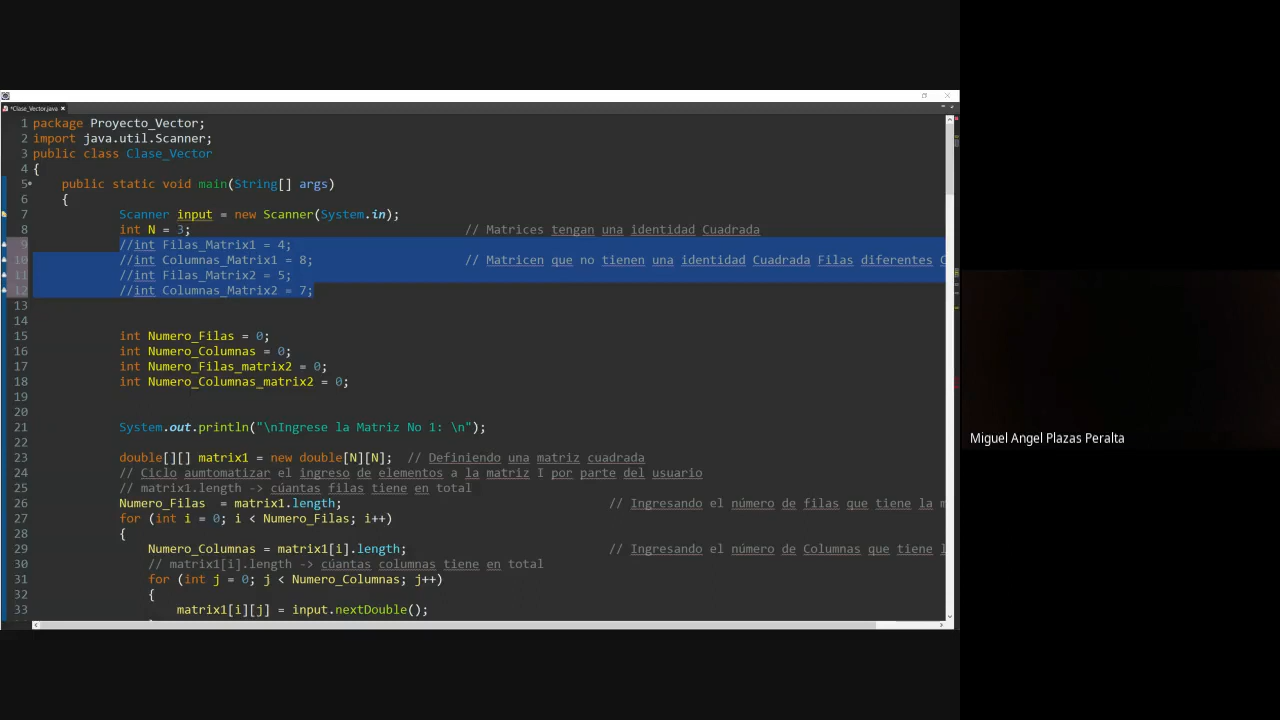 *Clase_Vector.java
1 package Proyecto_Vector;
2 import java.util.Scanner;
3 public class Clase_Vector
4 {
5 public static void main(String[] args)
6 {
7 Scanner input = new Scanner(System.in);
8 int N = 3; // Matrices tengan una identidad Cuadrada
9 //int Filas_Matrix1 = 4;
10 //int Columnas_Matrix1 = 8; // Matricen que no tienen una identidad Cuadrada Filas diferentes C
11 //int Filas_Matrix2 = 5;
12 //int Columnas_Matrix2 = 7;
13
14
15 int Numero_Filas = 0;
16 int Numero_Columnas = 0;
17 int Numero_Filas_matrix2 = 0;
18 int Numero_Columnas_matrix2 = 0;
19
20
21 System.out.println("\nIngrese la Matriz No 1: \n");
22
23 double[][] matrix1 = new double[N][N]; // Definiendo una matriz cuadrada
24 // Ciclo aumtomatizar el ingreso de elementos a la matriz I por parte del usuario
25 // matrix1.length -> cúantas filas tiene en total
26 Numero_Filas = matrix1.length; // Ingresando el número de filas que tiene la m
27 for (int i = 0; i < Numero_Filas; i++)
28 {
29 Numero_Columnas = matrix1[i].length; // Ingresando el número de Columnas que tiene l
30 // matrix1[i].length -> cúantas columnas tiene en total
31 for (int j = 0; j < Numero_Columnas; j++)
32 {
33 matrix1[i][j] = input.nextDouble();
Miguel Angel Plazas Peralta